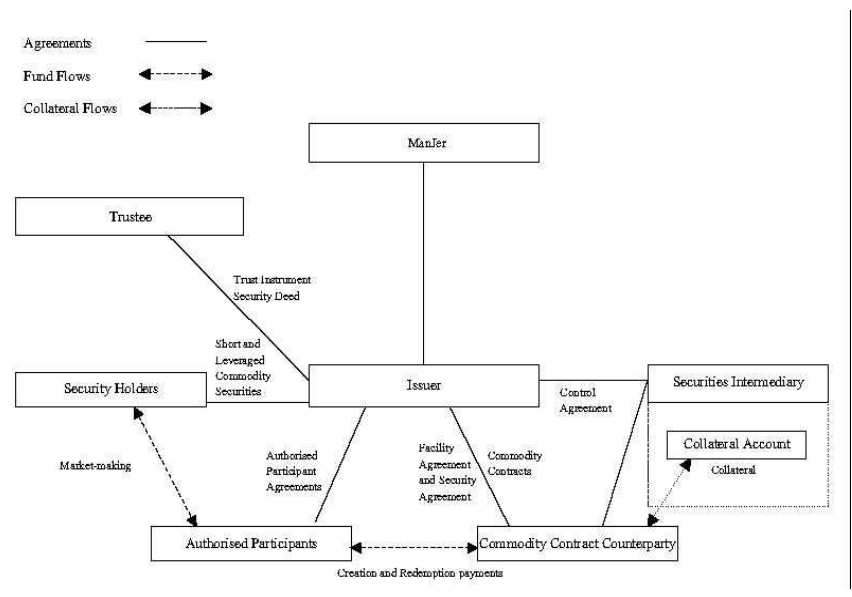 Agreements
Fund Flows
Collateral Flows
ManJer
Trustee
Trust Instrument
Security Deed
Short and
Leveraged
Commodity
Securities
Security Holders
Issuer
Securities Intermediary
Control
Agreement
Collateral Account
Collateral
Market-making
Authorised
Participant
Agreements
Facility
Agreement
and Security
Agreement
Commodity
Contracts
Authorised Participants
Commodity Contract Counterparty
Creation and Redemption payments